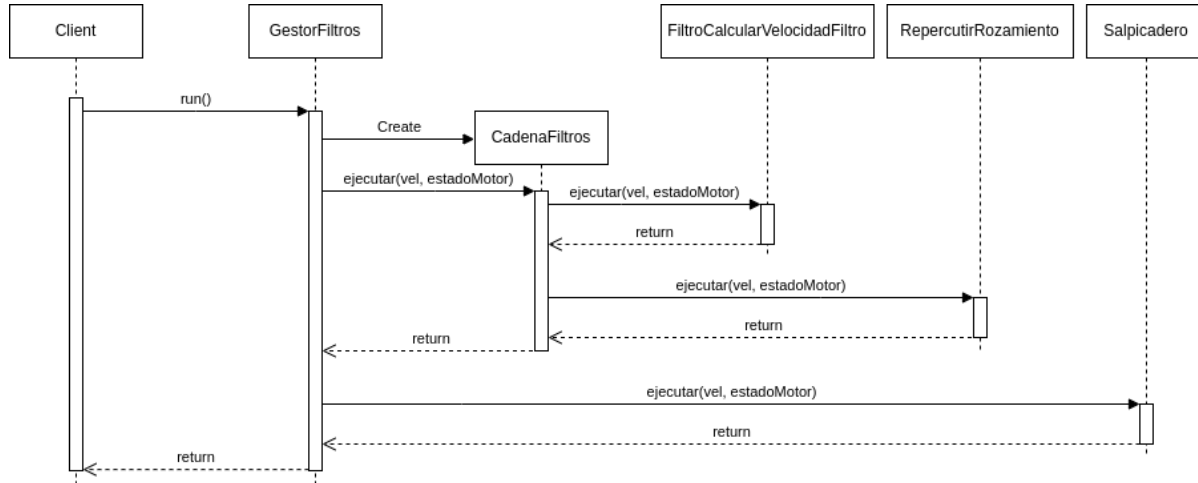 Client
GestorFiltros
FiltroCalcularVelocidadFiltro
RepercutirRozamiento
Salpicadero
run()
Create
CadenaFiltros
ejecutar(vel, estadoMotor)
ejecutar(vel, estadoMotor)
return
ejecutar(vel, estadoMotor)
return
return
ejecutar(vel, estadoMotor)
return
return